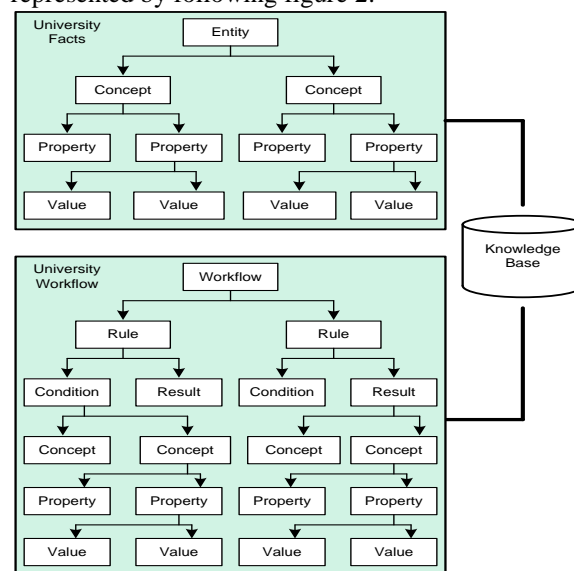 represented by following figure 2.
University
Facts
Entity
Concept Concept
Property Property Property Property
Value Value Value Value
Knowledge
Base
University
Workflow
Workflow
Rule Rule
Condition Result Condition Result
Concept Concept Concept Concept
Property Property Property Property
Value Value Value Value